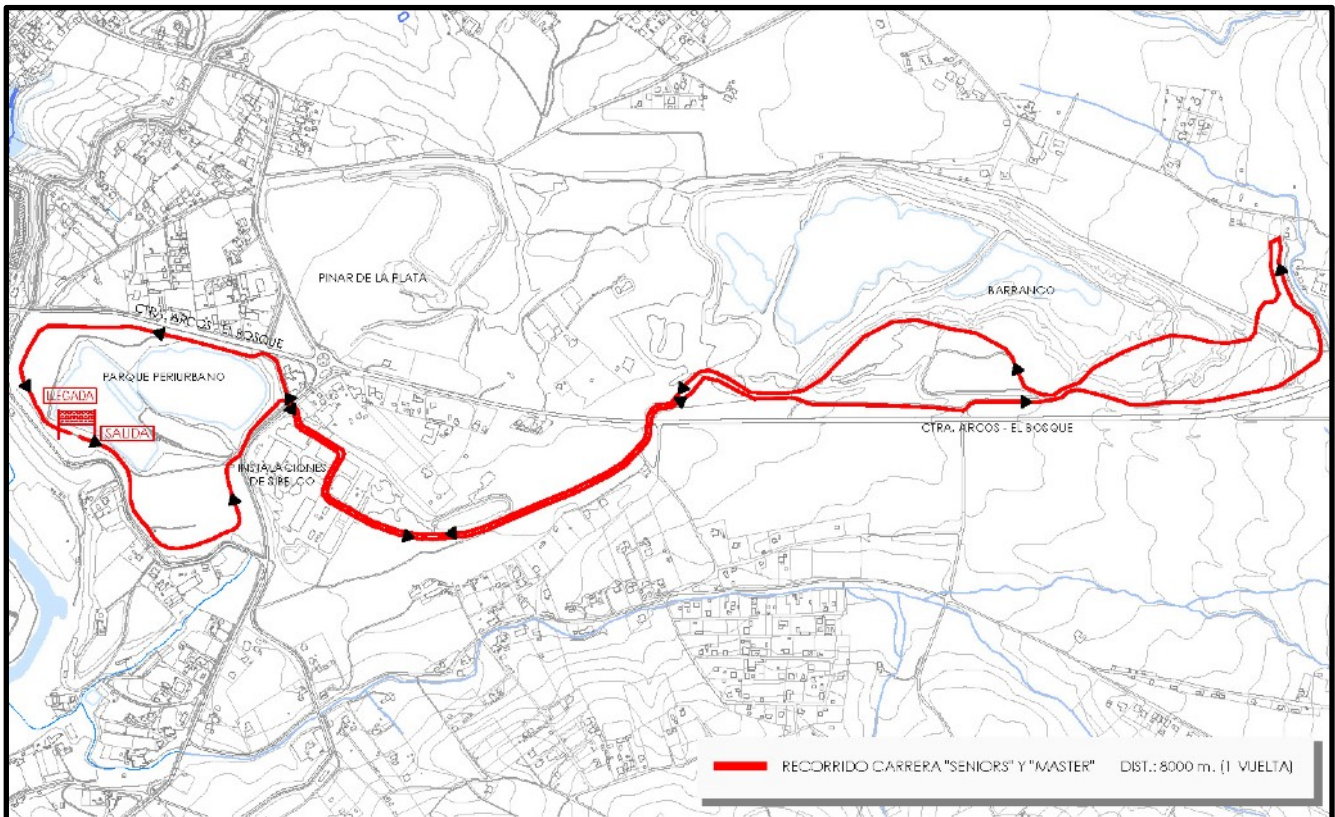 PINAR DE LA PLATA
BARRANCO
CTRA. ARCOS - EL BOSQUE
PARQUE PERIURBANO
LLEGADA
SALIDA
CTRA. ARCOS - EL BOSQUE
INSTALACIONES
DE SIBELCO
RECORRIDO CARRERA "SENIORS" Y "MASTER" DIST.: 8000 m. (1 VUELTA)